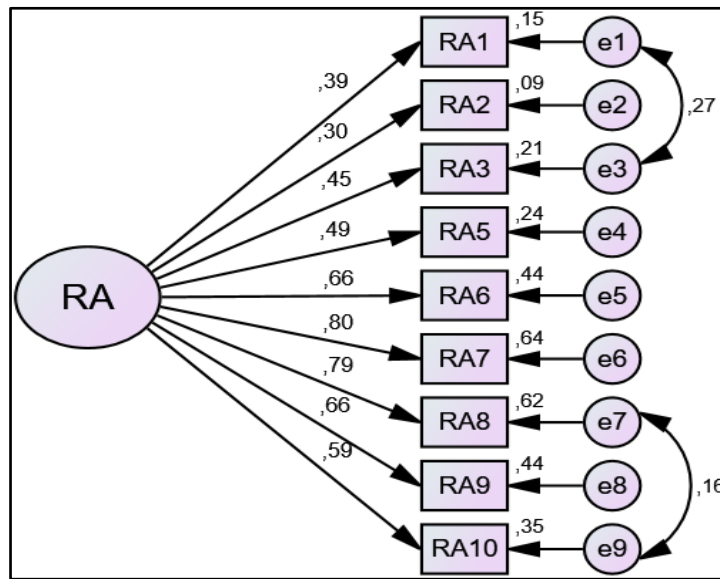 ,15
RA1
e1
,39
,09
RA2
e2
,27
,30
,21
RA3
e3
,45
,24
RA5
e4
,49
RA
,44
RA6
e5
,66
,64
RA7
e6
,80
,62
RA8
e7
,79
,44
RA9
e8
,16
,66
,35
RA10
e9
,59